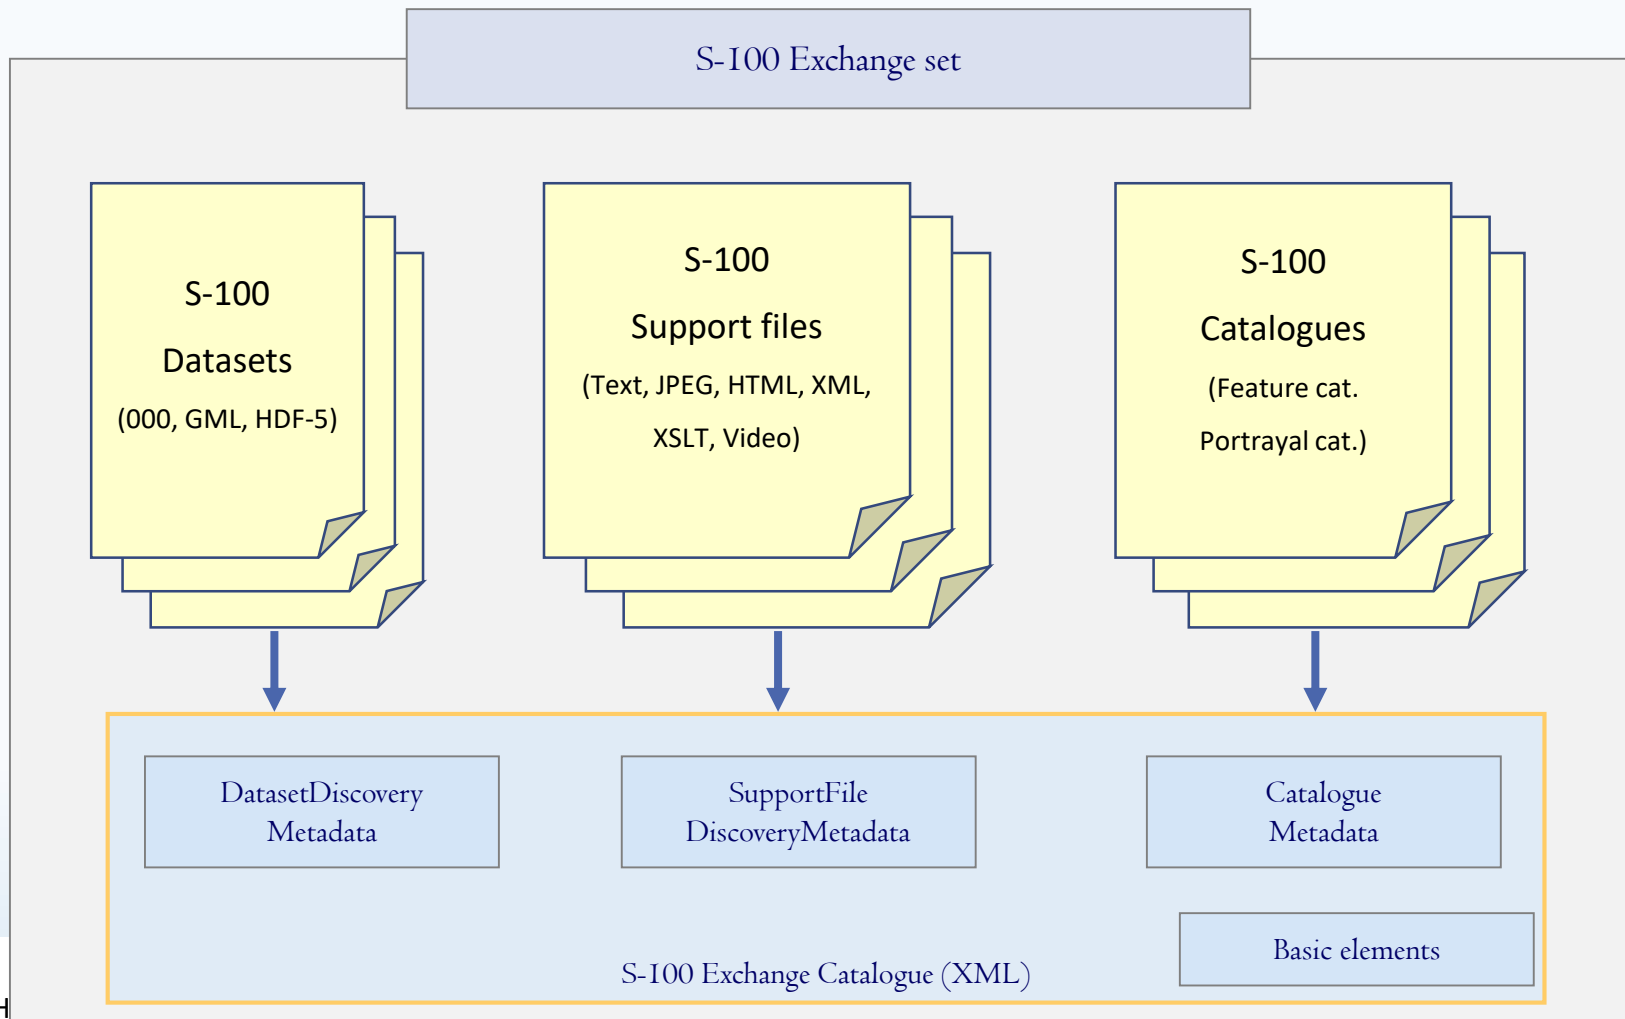 S-100 Exchange set
S-100
Datasets
(000, GML, HDF-5)
S-100
Support files
(Text, JPEG, HTML, XML,
XSLT, Video)
S-100
Catalogues
(Feature cat.
Portrayal cat.)
DatasetDiscovery
Metadata
SupportFile
DiscoveryMetadata
Catalogue
Metadata
Basic elements
S-100 Exchange Catalogue (XML)